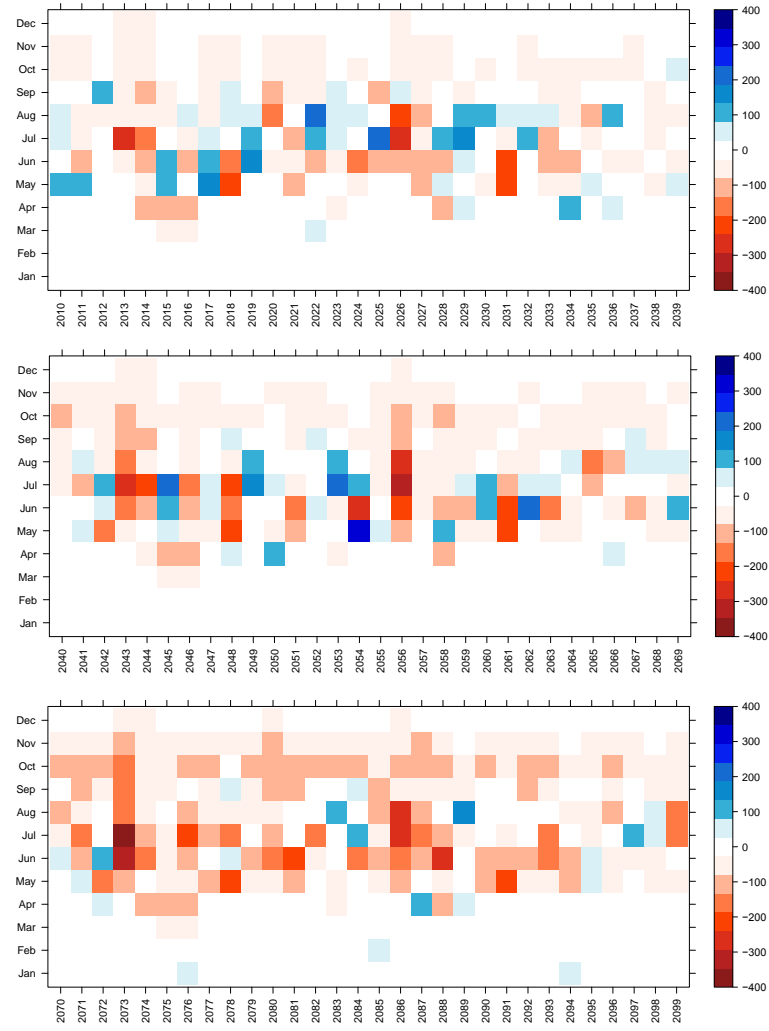 Dec
Nov
Oct
Sep
Aug
Jul
Jun
May
Apr
Mar
Feb
Jan
2010 2011 2012 2013 2014 2015 2016 2017 2018 2019 2020 2021 2022 2023 2024 2025 2026 2027 2028 2029 2030 2031 2032 2033 2034 2035 2036 2037 2038 2039
400
300
200
100
0
−100
−200
−300
−400
Dec
Nov
Oct
Sep
Aug
Jul
Jun
May
Apr
Mar
Feb
Jan
2040 2041 2042 2043 2044 2045 2046 2047 2048 2049 2050 2051 2052 2053 2054 2055 2056 2057 2058 2059 2060 2061 2062 2063 2064 2065 2066 2067 2068 2069
400
300
200
100
0
−100
−200
−300
−400
Dec
Nov
Oct
Sep
Aug
Jul
Jun
May
Apr
Mar
Feb
Jan
2070 2071 2072 2073 2074 2075 2076 2077 2078 2079 2080 2081 2082 2083 2084 2085 2086 2087 2088 2089 2090 2091 2092 2093 2094 2095 2096 2097 2098 2099
400
300
200
100
0
−100
−200
−300
−400